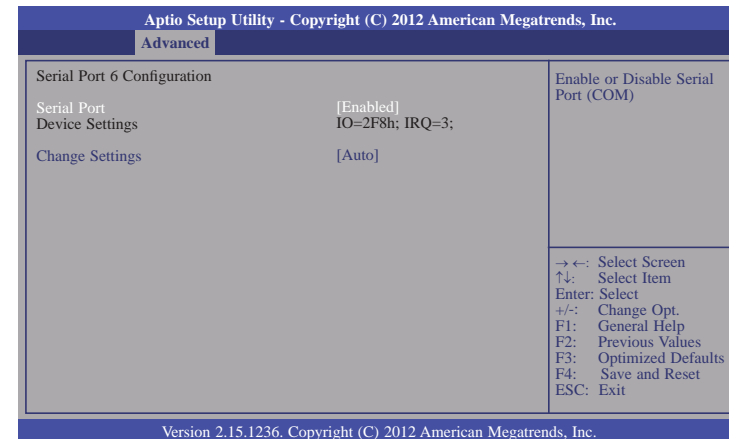 Aptio Setup Utility - Copyright (C) 2012 American Megatrends, Inc.
Advanced
Serial Port 6 Configuration
Serial Port [Enabled]
Device Settings IO=2F8h; IRQ=3;
Change Settings [Auto]
Enable or Disable Serial
Port (COM)
→ ←: Select Screen
↑↓: Select Item
Enter: Select
+/-: Change Opt.
F1: General Help
F2: Previous Values
F3: Optimized Defaults
F4: Save and Reset
ESC: Exit
Version 2.15.1236. Copyright (C) 2012 American Megatrends, Inc.